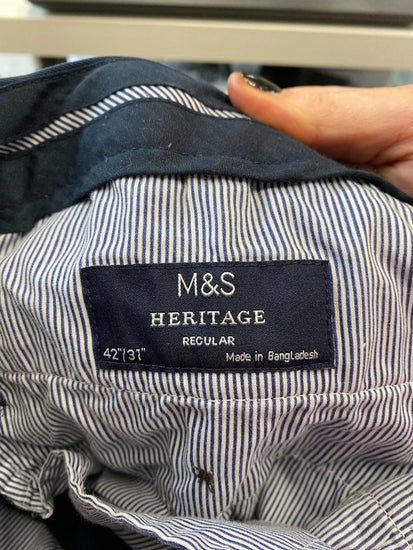 M&S
HERITAGE
REGULAR
42"/31"
Made in Bangladesh